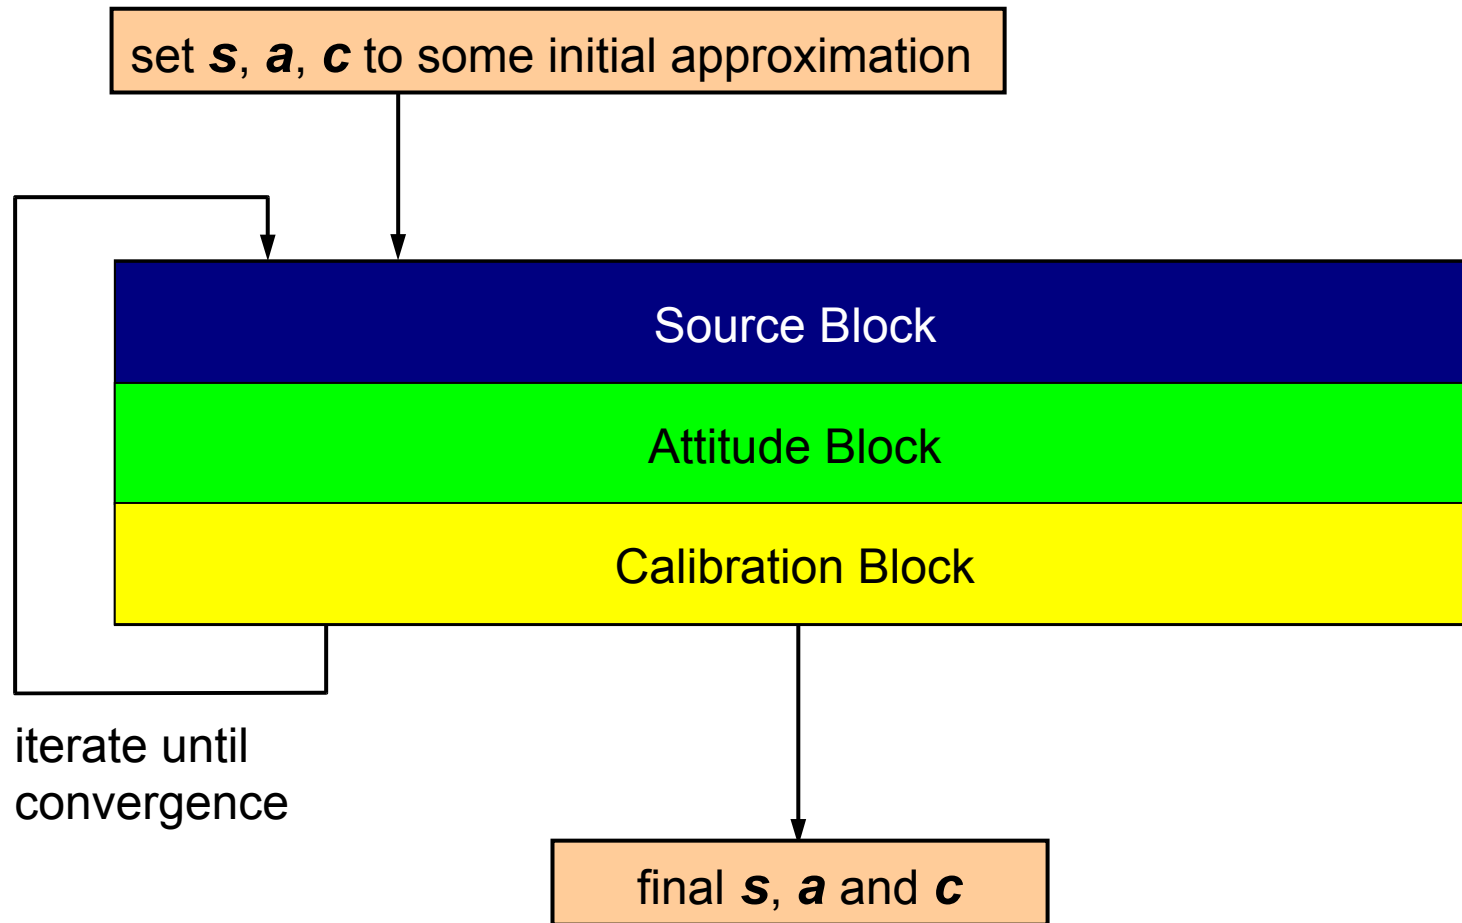 set s, a, c to some initial approximation
Source Block
Attitude Block
Calibration Block
iterate until
convergence
final s, a and c